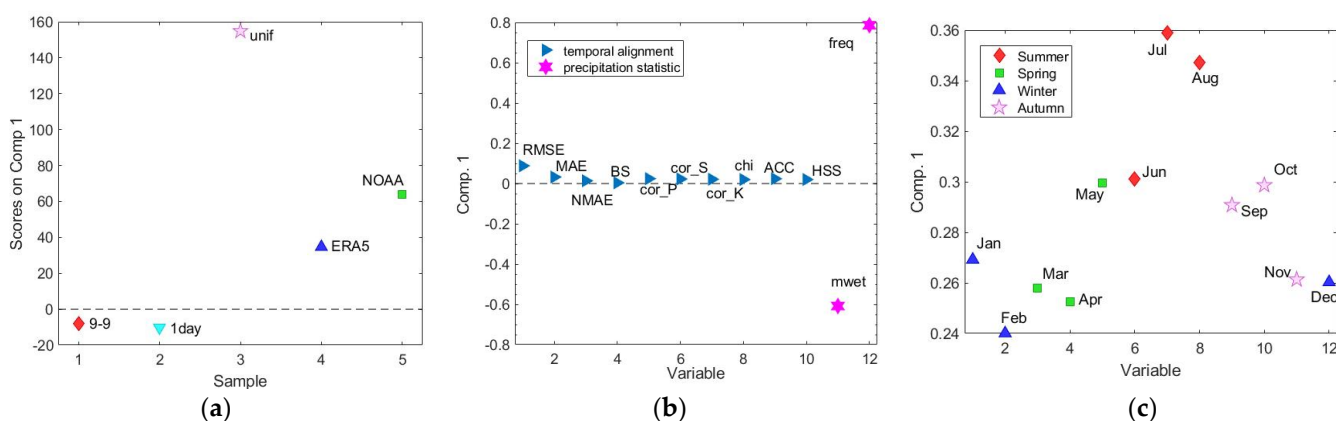 160
140
120
100
80
60
40
20
0
-20
Scores on Comp 1
unif
NOAA
ERA5
9-9
1day
1 2 3 4 5
Sample
(a)
0.8
0.6
0.4
0.2
0
-0.2
-0.4
-0.6
-0.8
Comp. 1
temporal alignment
precipitation statistic
freq
RMSE
MAE
NMAE
BS
cor_P
cor_S
cor_K
chi
ACC
HSS
mwet
2 4 6 8 10 12
Variable
(b)
0.36
0.34
0.32
0.3
0.28
0.26
0.24
Comp. 1
Summer
Spring
Winter
Autumn
Jul
Aug
May
Jun
Oct
Sep
Jan
Mar
Apr
Nov
Dec
Feb
2 4 6 8 10 12
Variable
(c)